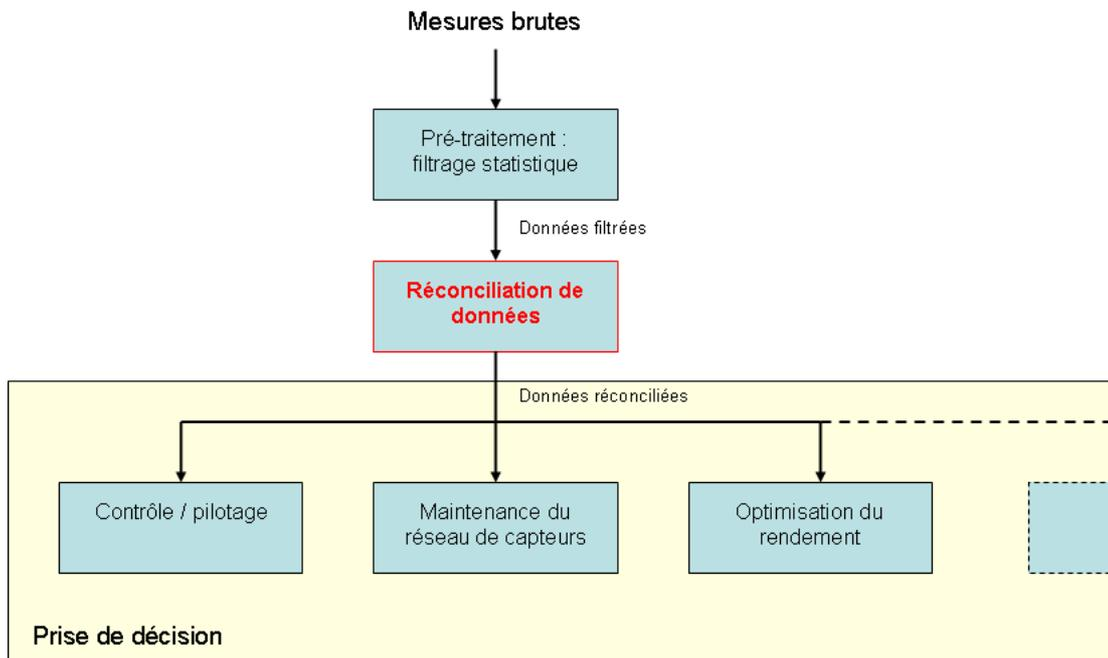 Mesures brutes
Pré-traitement :
filtrage statistique
Données filtrées
Réconciliation de
données
Données réconciliées
Contrôle / pilotage
Maintenance du
réseau de capteurs
Optimisation du
rendement
Prise de décision